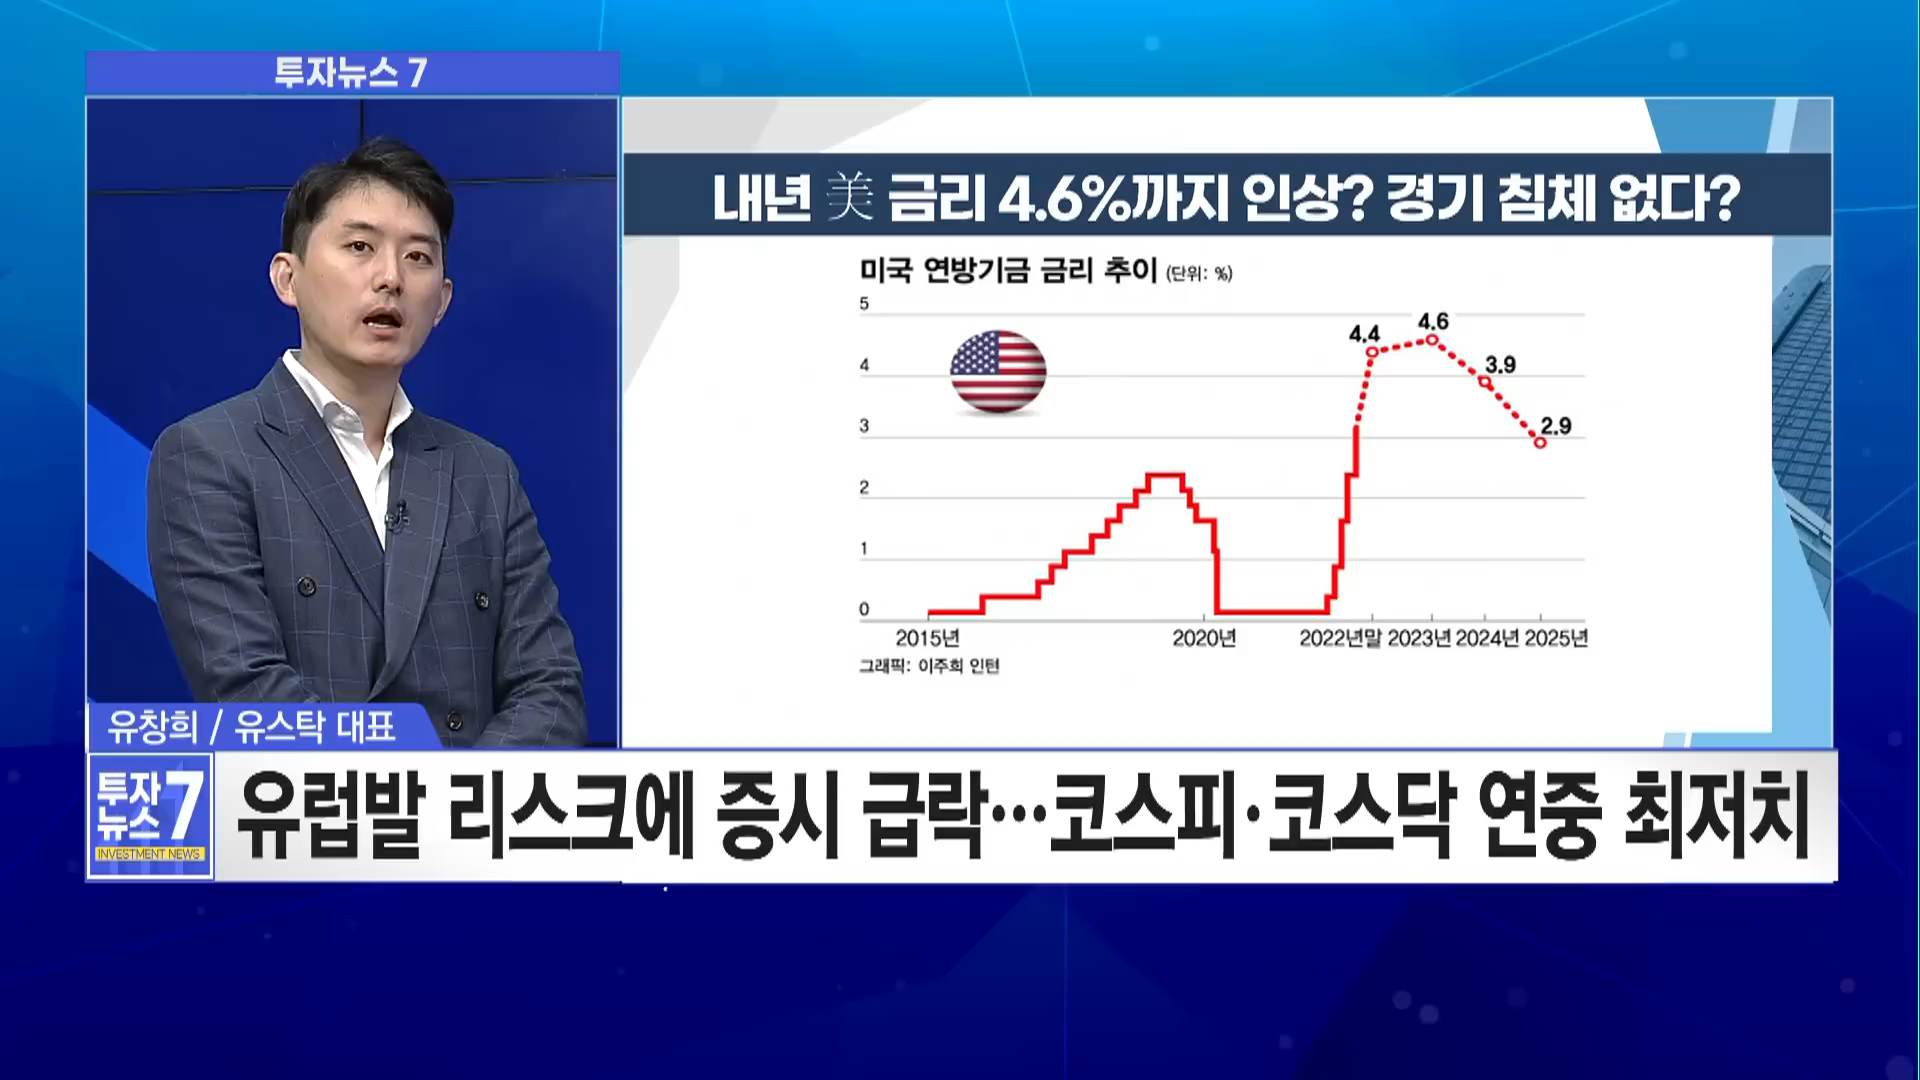 투자뉴스 7
내년 美 금리 4.6%까지 인상? 경기 침체 없다?
미국 연방기금 금리 추이 (단위: %)
5
4
3
2
1
0
4.4
4.6
3.9
2.9
2015년
2020년
2022년말
2023년
2024년
2025년
그래픽: 이주희 인턴
유창희 / 유스탁 대표
투자
뉴스 7
INVESTMENT NEWS
유럽발 리스크에 증시 급락…코스피·코스닥 연중 최저치